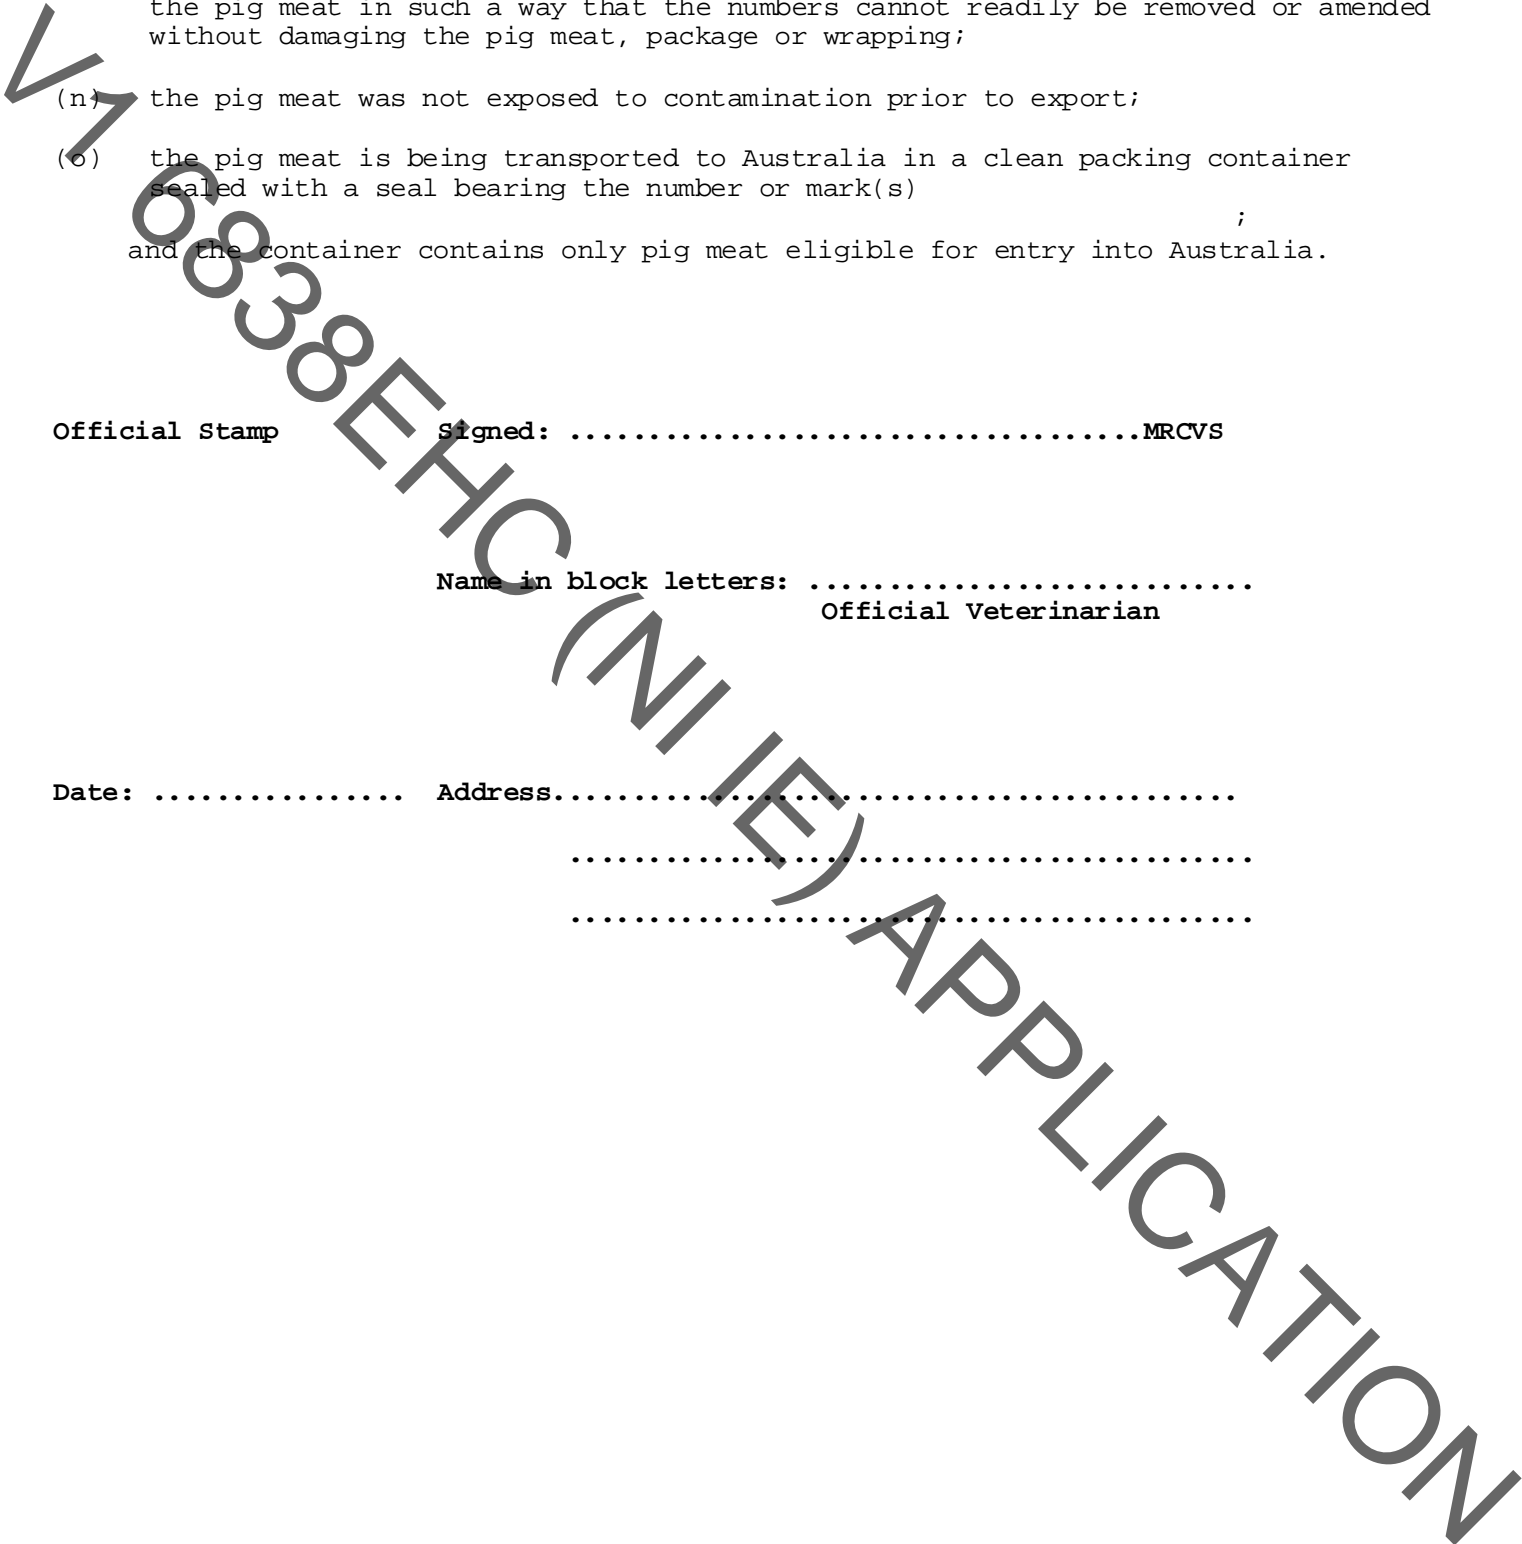 the pig meat in such a way that the numbers cannot readily be removed or amended
without damaging the pig meat, package or wrapping;
(n) the pig meat was not exposed to contamination prior to export;
(o) the pig meat is being transported to Australia in a clean packing container
sealed with a seal bearing the number or mark(s)
;
and the container contains only pig meat eligible for entry into Australia.
Official Stamp Signed: ....................................MRCVS
Name in block letters: ............................
Official Veterinarian
Date: ................ Address...........................................
...........................................
...........................................
V1 6838EHC (NI IE) APPLICATION